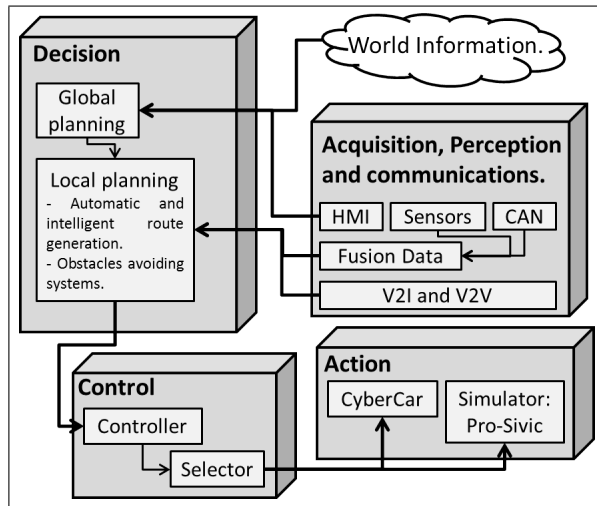 Decision
Global
planning
Local planning
- Automatic and
intelligent route
generation.
- Obstacles avoiding
systems.
World Information.
Acquisition, Perception
and communications.
HMI
Sensors
CAN
Fusion Data
V2I and V2V
Control
Controller
Selector
Action
CyberCar
Simulator:
Pro-Sivic